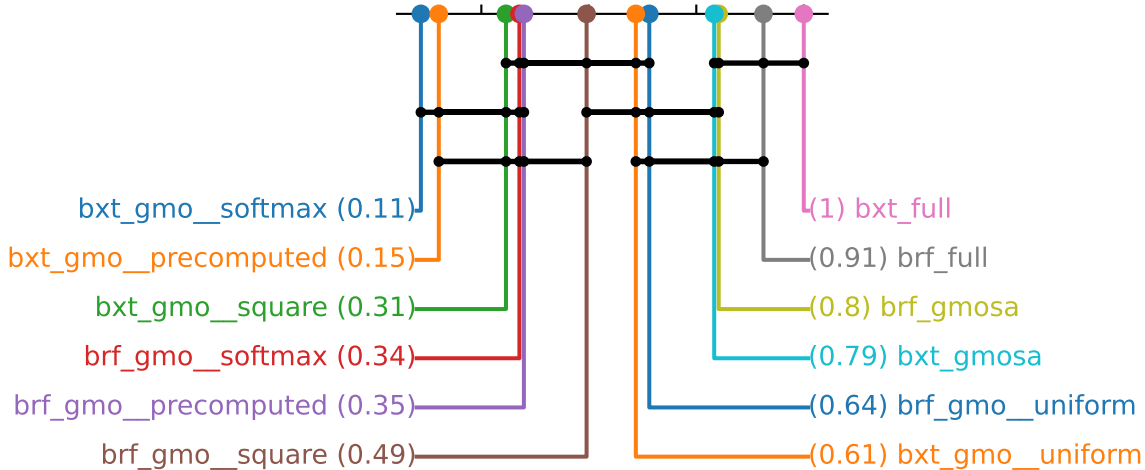 bxt_gmo__softmax (0.11)
bxt_gmo__precomputed (0.15)
bxt_gmo__square (0.31)
brf_gmo__softmax (0.34)
brf_gmo__precomputed (0.35)
brf_gmo__square (0.49)
(1) bxt_full
(0.91) brf_full
(0.8) brf_gmosa
(0.79) bxt_gmosa
(0.64) brf_gmo__uniform
(0.61) bxt_gmo__uniform